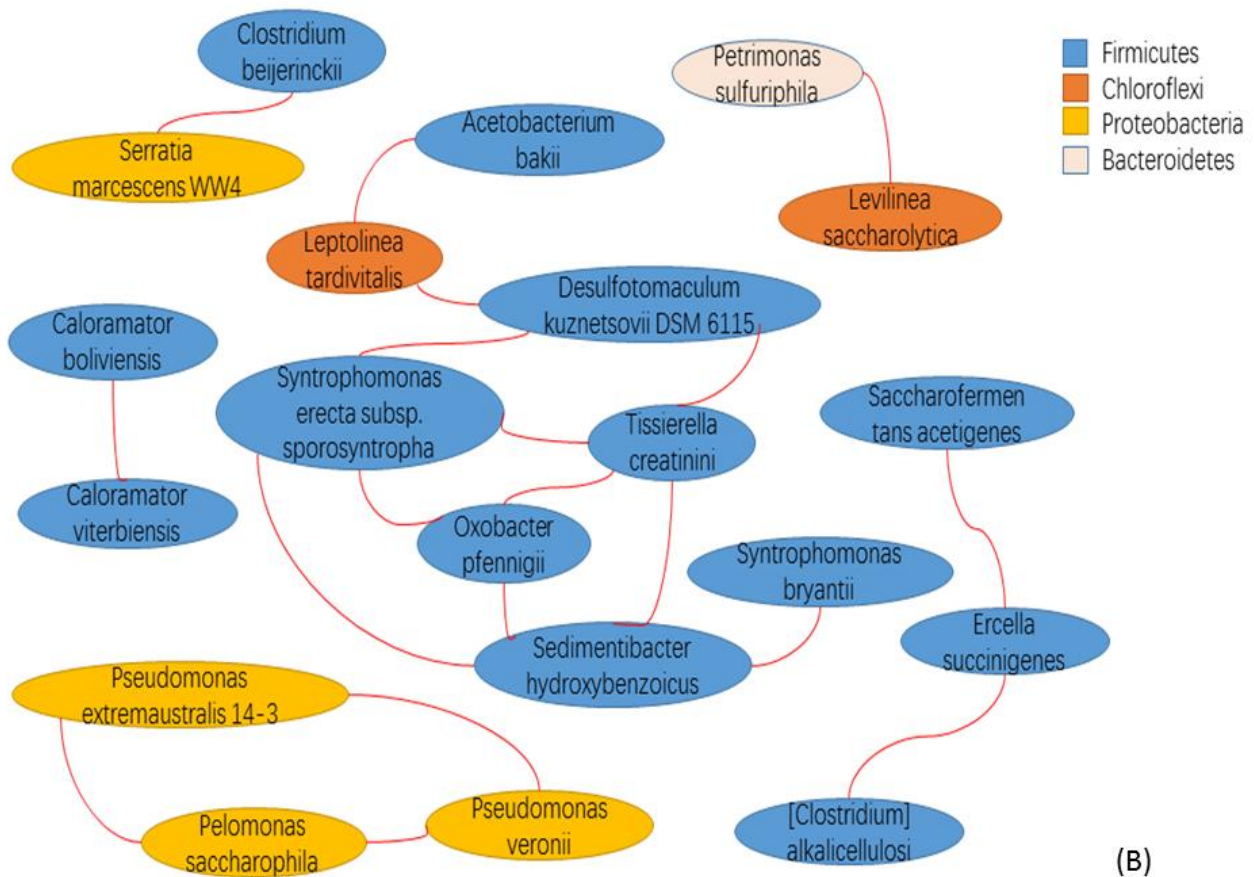 Clostridium
beijerinckii
Petrimonas
sulfuriphila
Firmicutes
Chloroflexi
Proteobacteria
Bacteroidetes
Serratia
marcescens WW4
Acetobacterium
bakii
Levilinea
saccharolytica
Leptolinea
tardivitalis
Desulfotomaculum
kuznetsovii DSM 6115
Caloramator
boliviensis
Syntrophomonas
erecta subsp.
sporosyntropha
Tissierella
creatinini
Saccharofermen
tans acetigenes
Caloramator
viterbiensis
Oxobacter
pfennigii
Syntrophomonas
bryantii
Ercella
succinigenes
Sedimentibacter
hydroxybenzoicus
Pseudomonas
extremaustralis 14-3
Pelomonas
saccharophila
Pseudomonas
veronii
[Clostridium]
alkalicellulosi
(B)